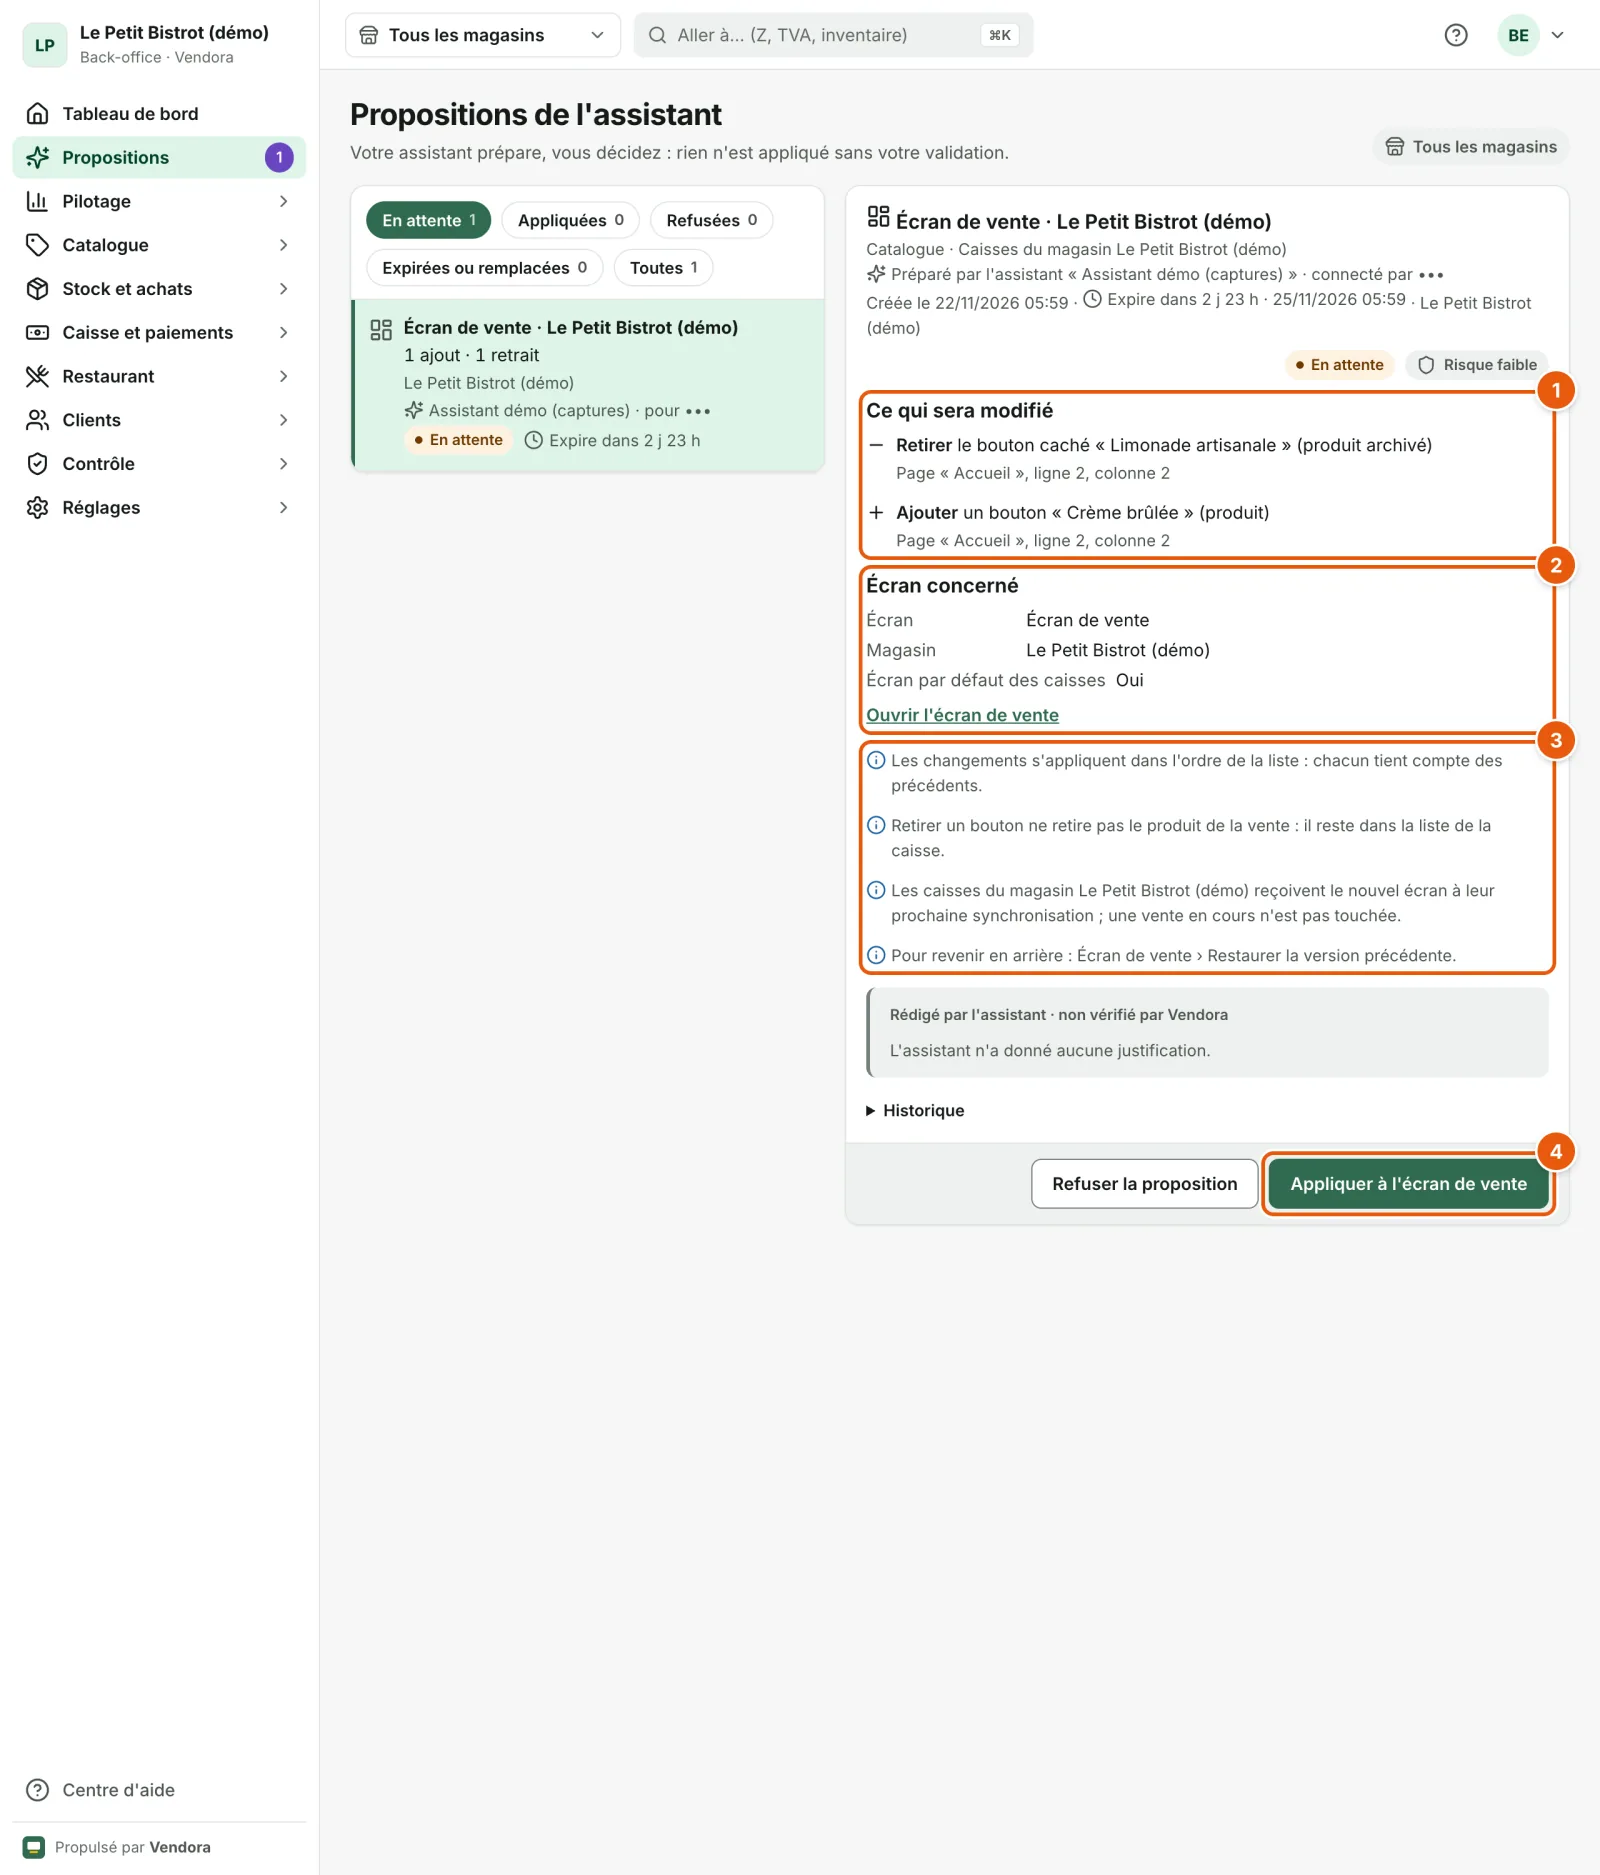 LP
Le Petit Bistrot (démo)
Back-office · Vendora
Tableau de bord
Propositions
1
Pilotage
Catalogue
Stock et achats
Caisse et paiements
Restaurant
Clients
Contrôle
Réglages
Centre d'aide
Propulsé par Vendora
Tous les magasins
Aller à... (Z, TVA, inventaire)
⌘K
BE
Propositions de l'assistant
Votre assistant prépare, vous décidez : rien n'est appliqué sans votre validation.
Tous les magasins
En attente 1
Appliquées 0
Refusées 0
Expirées ou remplacées 0
Toutes 1
Écran de vente · Le Petit Bistrot (démo)
1 ajout · 1 retrait
Le Petit Bistrot (démo)
Assistant démo (captures) · pour •••
En attente
Expire dans 2 j 23 h
Écran de vente · Le Petit Bistrot (démo)
Catalogue · Caisses du magasin Le Petit Bistrot (démo)
Préparé par l'assistant « Assistant démo (captures) » · connecté par •••
Créée le 22/11/2026 05:59 · Expire dans 2 j 23 h · 25/11/2026 05:59 · Le Petit Bistrot
(démo)
En attente
Risque faible
1
Ce qui sera modifié
− Retirer le bouton caché « Limonade artisanale » (produit archivé)
Page « Accueil », ligne 2, colonne 2
+ Ajouter un bouton « Crème brûlée » (produit)
Page « Accueil », ligne 2, colonne 2
2
Écran concerné
Écran Écran de vente
Magasin Le Petit Bistrot (démo)
Écran par défaut des caisses Oui
Ouvrir l'écran de vente
3
Les changements s'appliquent dans l'ordre de la liste : chacun tient compte des
précédents.
Retirer un bouton ne retire pas le produit de la vente : il reste dans la liste de la
caisse.
Les caisses du magasin Le Petit Bistrot (démo) reçoivent le nouvel écran à leur
prochaine synchronisation ; une vente en cours n'est pas touchée.
Pour revenir en arrière : Écran de vente › Restaurer la version précédente.
Rédigé par l'assistant · non vérifié par Vendora
L'assistant n'a donné aucune justification.
Historique
4
Refuser la proposition
Appliquer à l'écran de vente